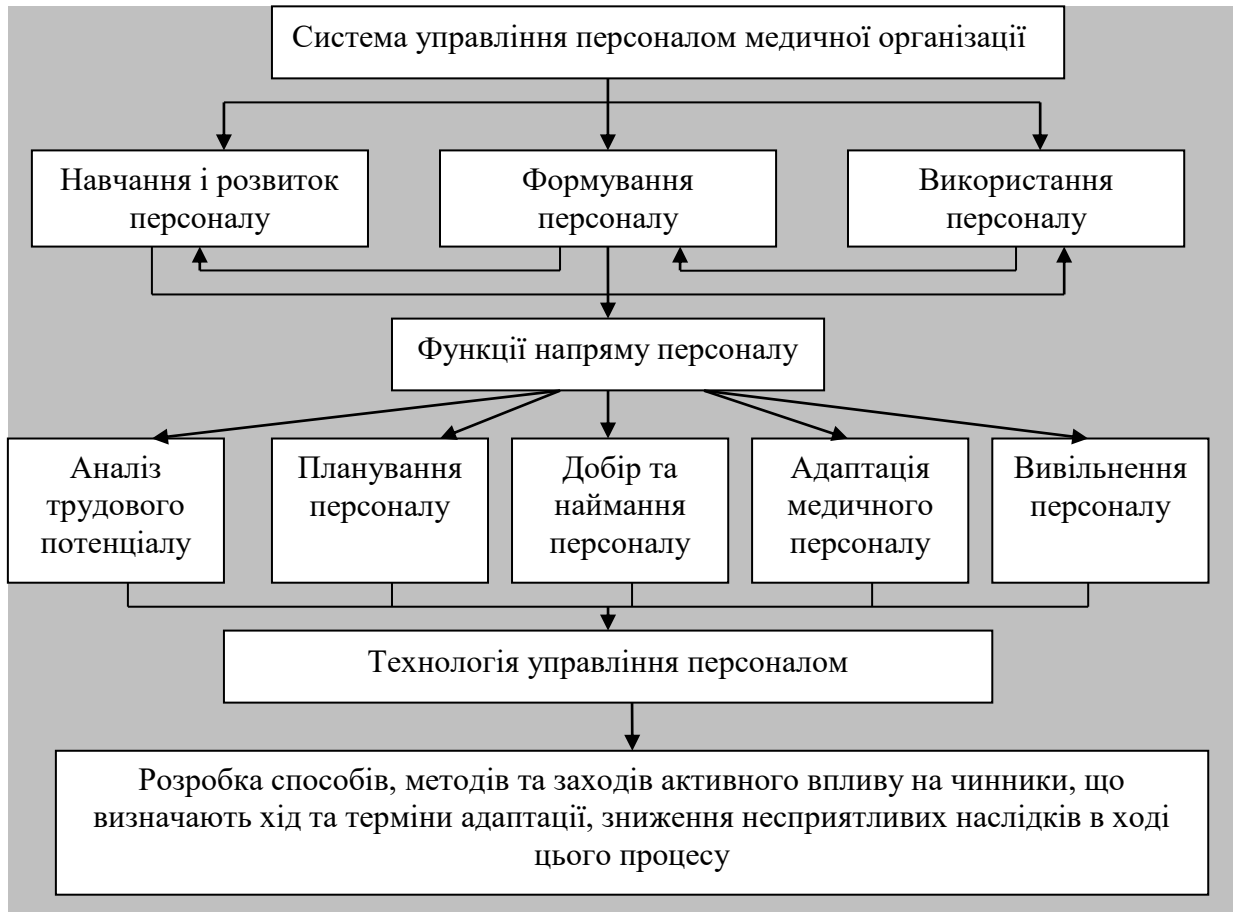 Система управління персоналом медичної організації
Навчання і розвиток
персоналу
Формування
персоналу
Використання
персоналу
Функції напряму персоналу
Аналіз
трудового
потенціалу
Планування
персоналу
Добір та
наймання
персоналу
Адаптація
медичного
персоналу
Вивільнення
персоналу
Технологія управління персоналом
Розробка способів, методів та заходів активного впливу на чинники, що
визначають хід та терміни адаптації, зниження несприятливих наслідків в ході
цього процесу